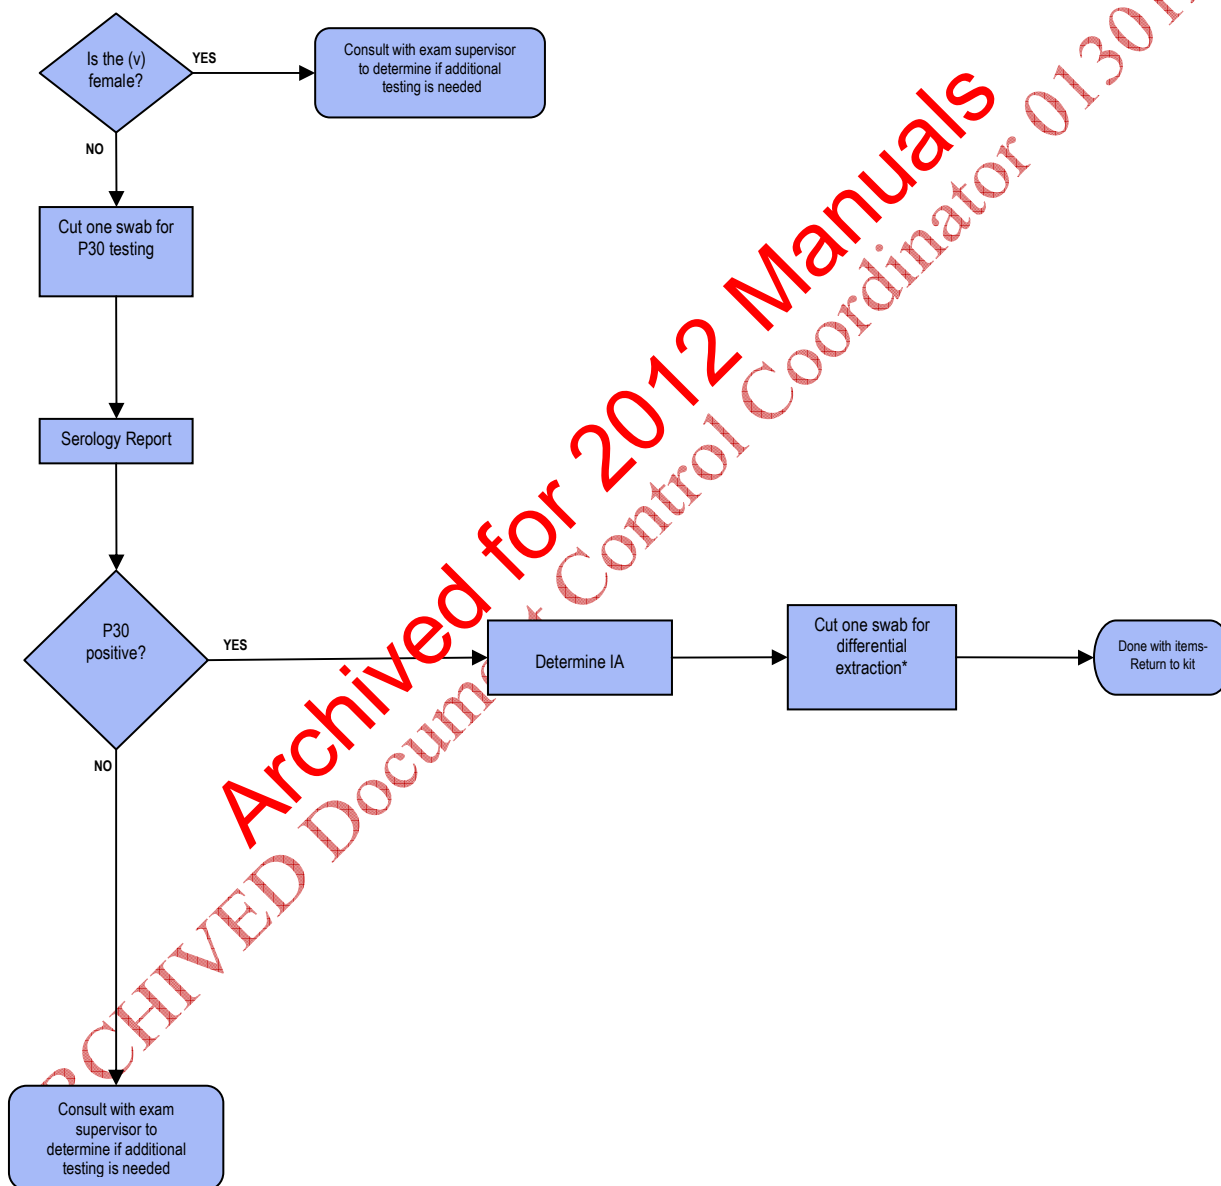 Is the (v)
female?
YES
Consult with exam supervisor
to determine if additional
testing is needed
NO
Cut one swab for
P30 testing
Serology Report
P30
positive?
YES
Determine IA
Cut one swab for
differential
extraction*
Done with items-
Return to kit
NO
Consult with exam
supervisor to
determine if additional
testing is needed
Archived for 2012 Manuals
Control Coordinator